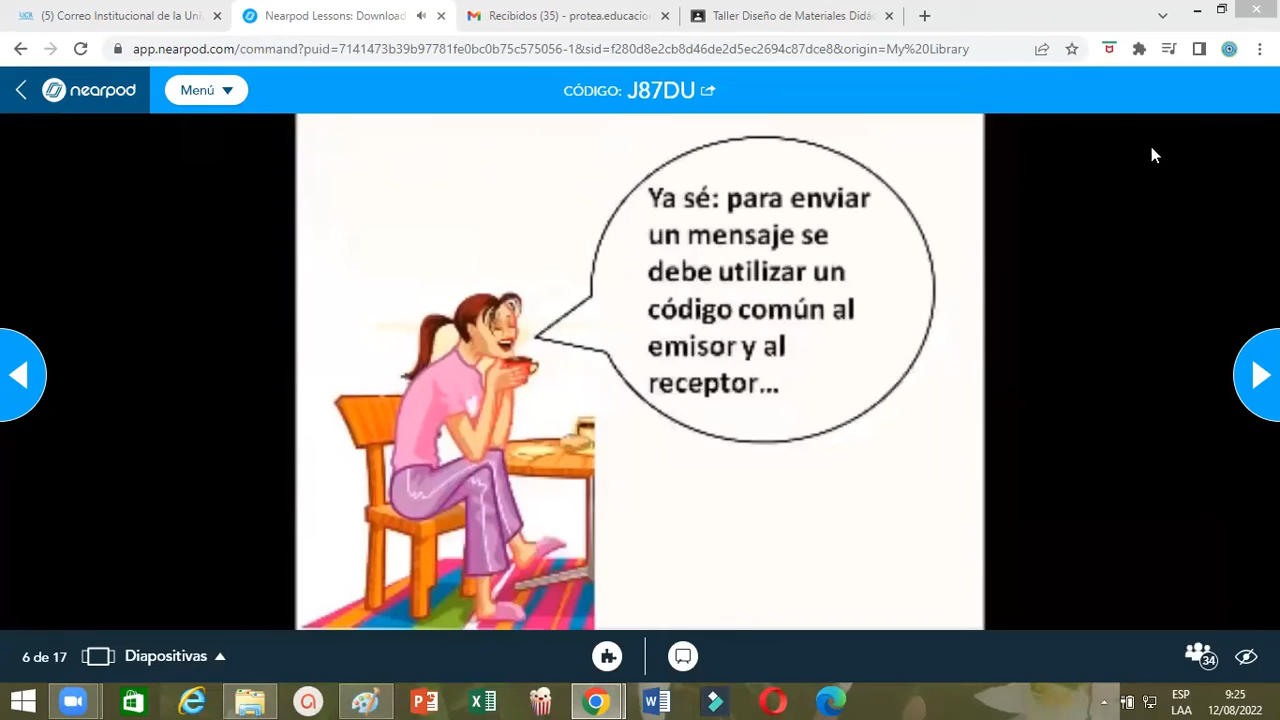 (5) Correo Institucional de la Uni
Nearpod Lessons: Download
Recibidos (35) - protea.educacion
Taller Diseño de Materiales Didác
app.nearpod.com/command?puid=7141473b39b97781fe0bc0b75c575056-1&sid=f280d8e2cb8d46de2d5ec2694c87dce8&origin=My%20Library
nearpod
Menú
CÓDIGO: J87DU
Ya sé: para enviar
un mensaje se
debe utilizar un
código común al
emisor y al
receptor...
6 de 17
Diapositivas
34
ESP
LAA
9:25
12/08/2022